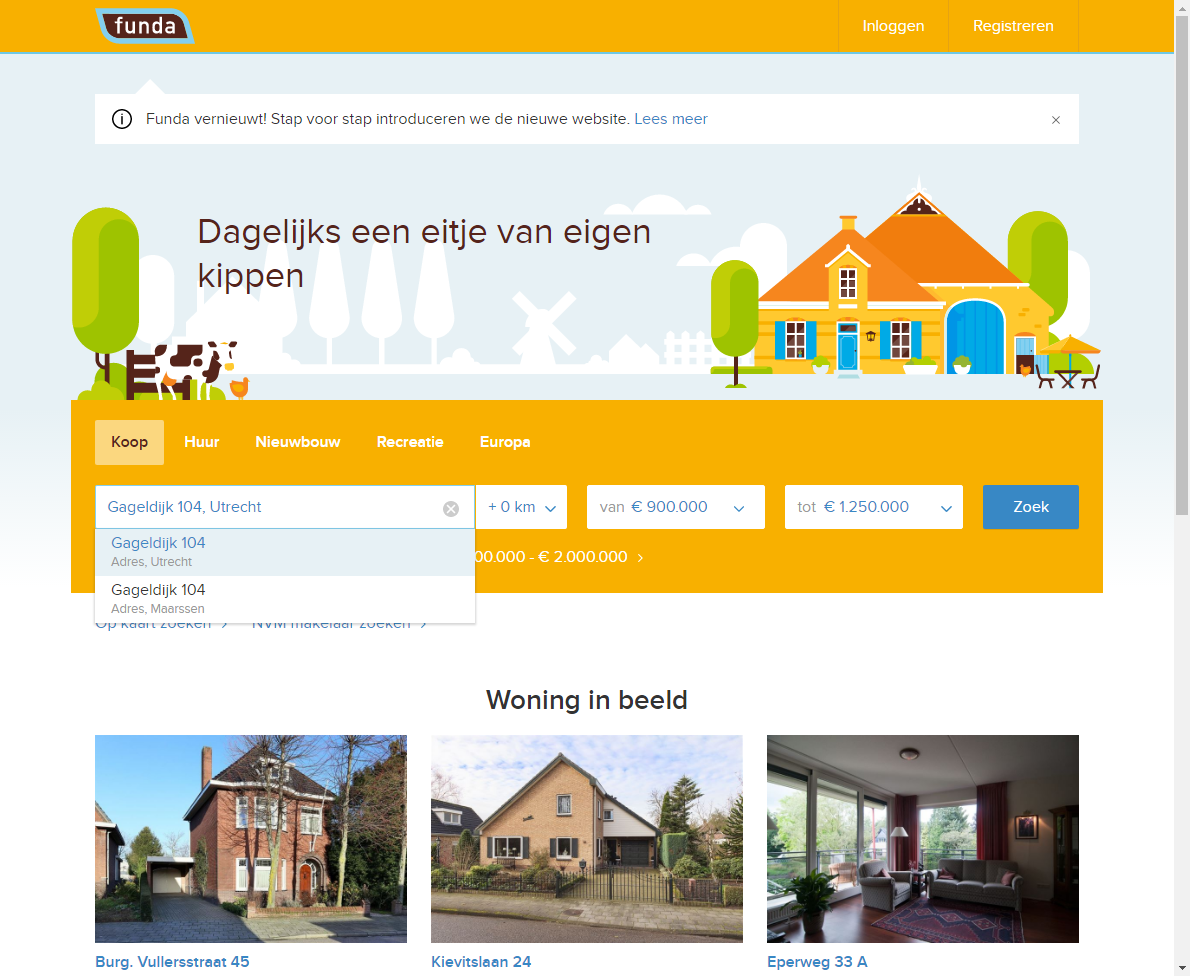 funda
Inloggen
Registreren
Funda vernieuwt! Stap voor stap introduceren we de nieuwe website. Lees meer
Dagelijks een eitje van eigen
kippen
Koop
Huur
Nieuwbouw
Recreatie
Europa
Gageldijk 104, Utrecht
+ 0 km
van € 900.000
tot € 1.250.000
Zoek
Gageldijk 104
Adres, Utrecht
00.000 - € 2.000.000
Gageldijk 104
Adres, Maarssen
Op kaart zoeken
NVM makelaar zoeken
Woning in beeld
Burg. Vullersstraat 45
Kievitslaan 24
Eperweg 33 A